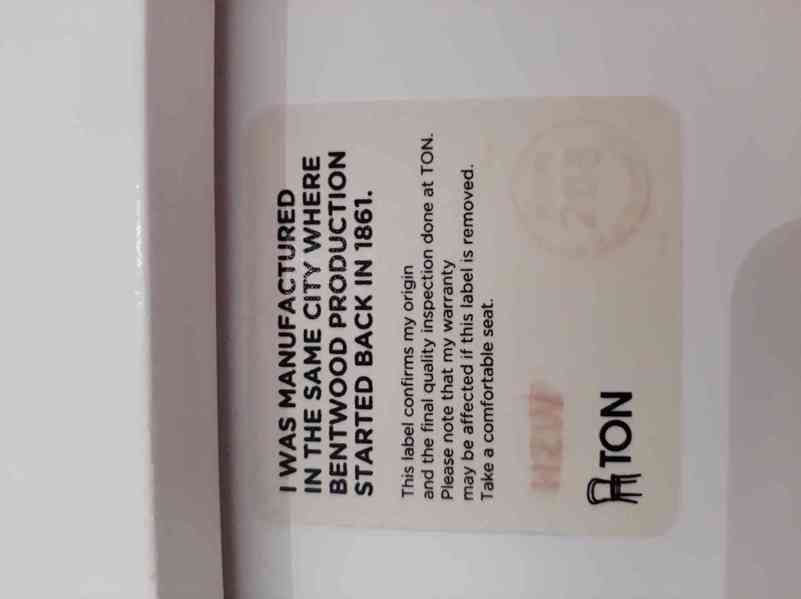 I WAS MANUFACTURED
IN THE SAME CITY WHERE
BENTWOOD PRODUCTION
STARTED BACK IN 1861.
This label confirms my origin
and the final quality inspection done at TON.
Please note that my warranty
may be affected if this label is removed.
Take a comfortable seat.
TON